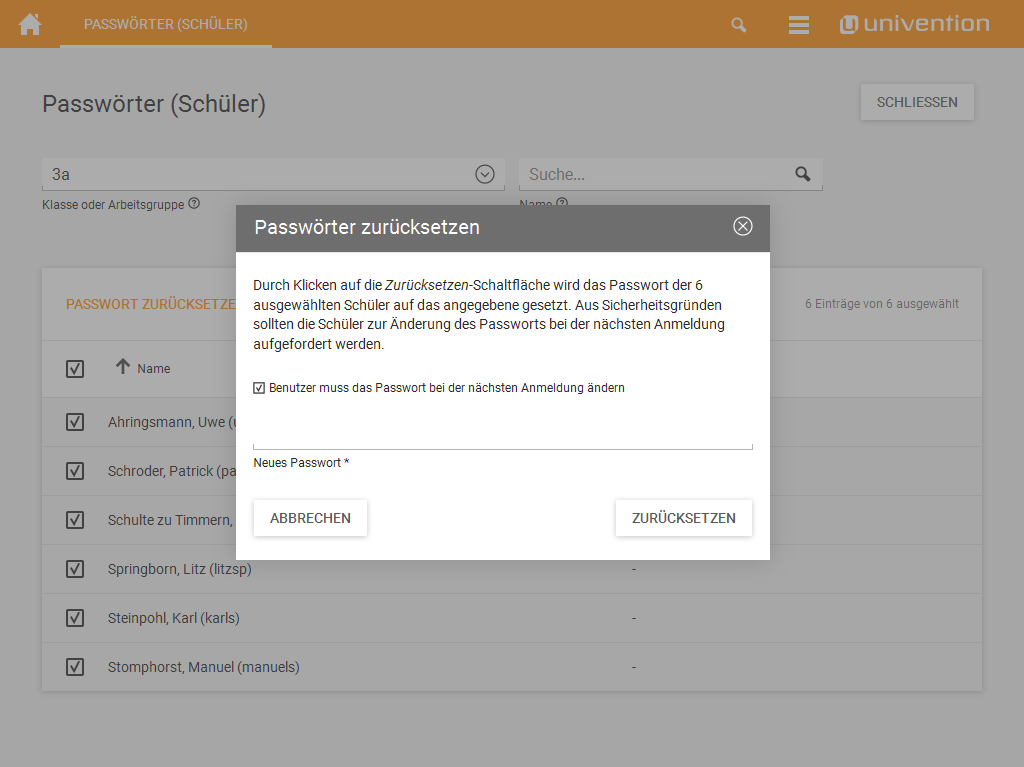 PASSWÖRTER (SCHÜLER)
univention
Passwörter (Schüler)
SCHLIESSEN
3a
Suche...
Klasse oder Arbeitsgruppe
Name
Passwörter zurücksetzen
Durch Klicken auf die Zurücksetzen-Schaltfläche wird das Passwort der 6
ausgewählten Schüler auf das angegebene gesetzt. Aus Sicherheitsgründen
sollten die Schüler zur Änderung des Passworts bei der nächsten Anmeldung
aufgefordert werden.
Benutzer muss das Passwort bei der nächsten Anmeldung ändern
Neues Passwort *
ABBRECHEN
ZURÜCKSETZEN
PASSWORT ZURÜCKSETZE
6 Einträge von 6 ausgewählt
Name
Ahringsmann, Uwe (u
Schroder, Patrick (pa
Schulte zu Timmern,
Springborn, Litz (litzsp) -
Steinpohl, Karl (karls) -
Stomphorst, Manuel (manuels) -